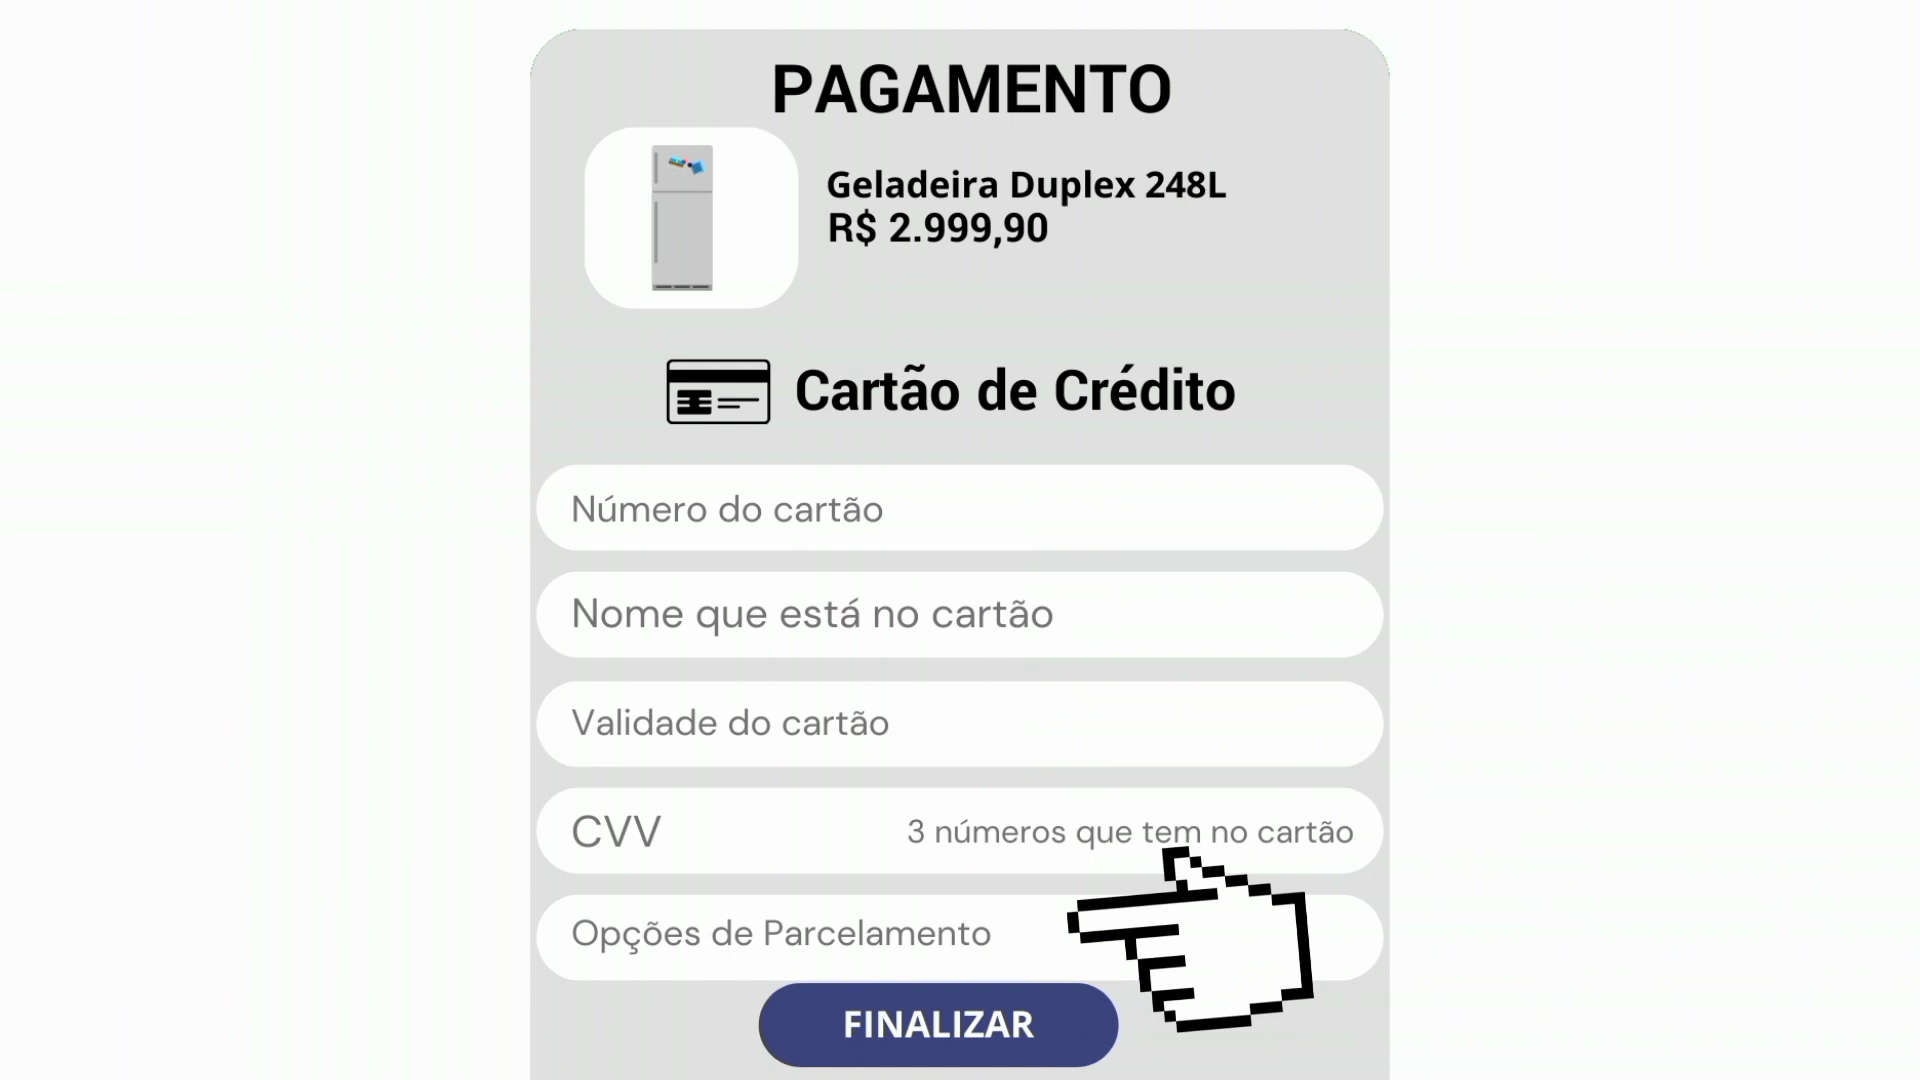 PAGAMENTO
Geladeira Duplex 248L
R$ 2.999,90
Cartão de Crédito
Número do cartão
Nome que está no cartão
Validade do cartão
CVV 3 números que tem no cartão
Opções de Parcelamento
FINALIZAR